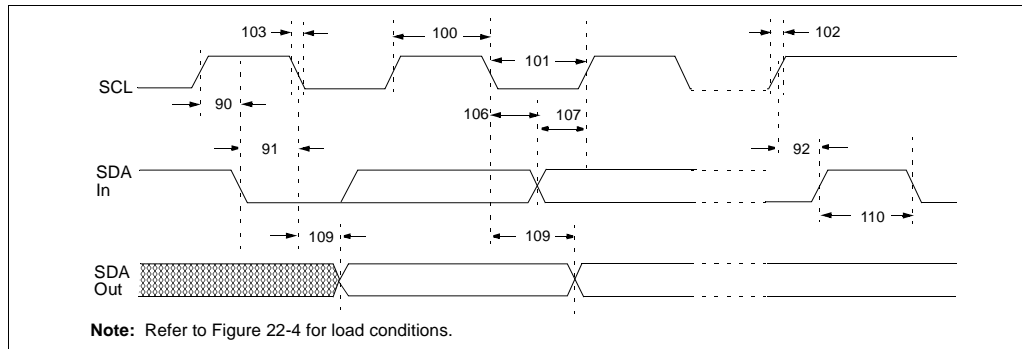 103
100
101
102
SCL
90
106
107
91
92
SDA
In
110
109
109
SDA
Out
Note: Refer to Figure 22-4 for load conditions.